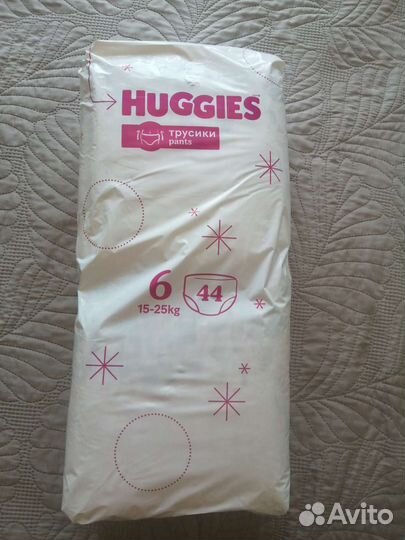 HUGGIES
трусики
pants
6
44
15-25kg
Avito